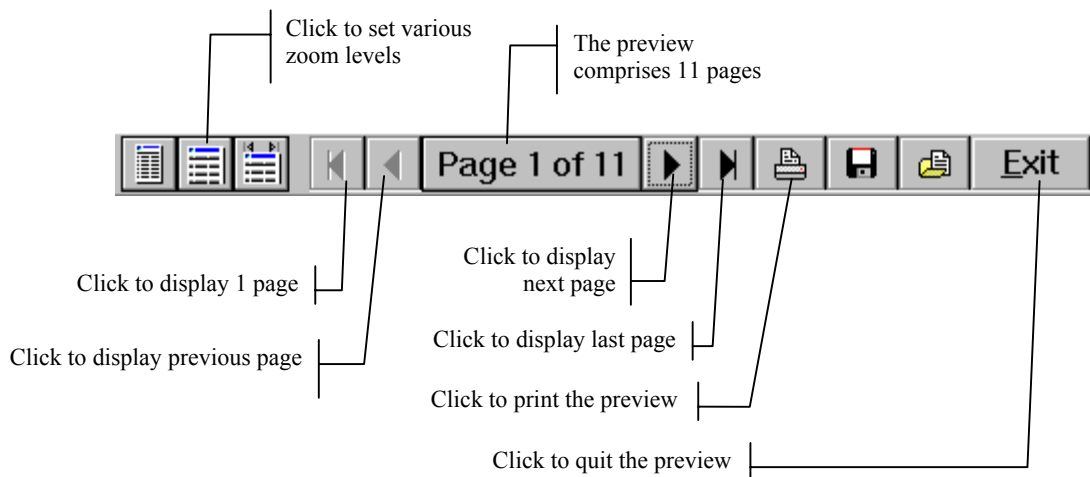 Click to set various
zoom levels
The preview
comprises 11 pages
Page 1 of 11
Exit
Click to display
next page
Click to display 1 page
Click to display last page
Click to display previous page
Click to print the preview
Click to quit the preview